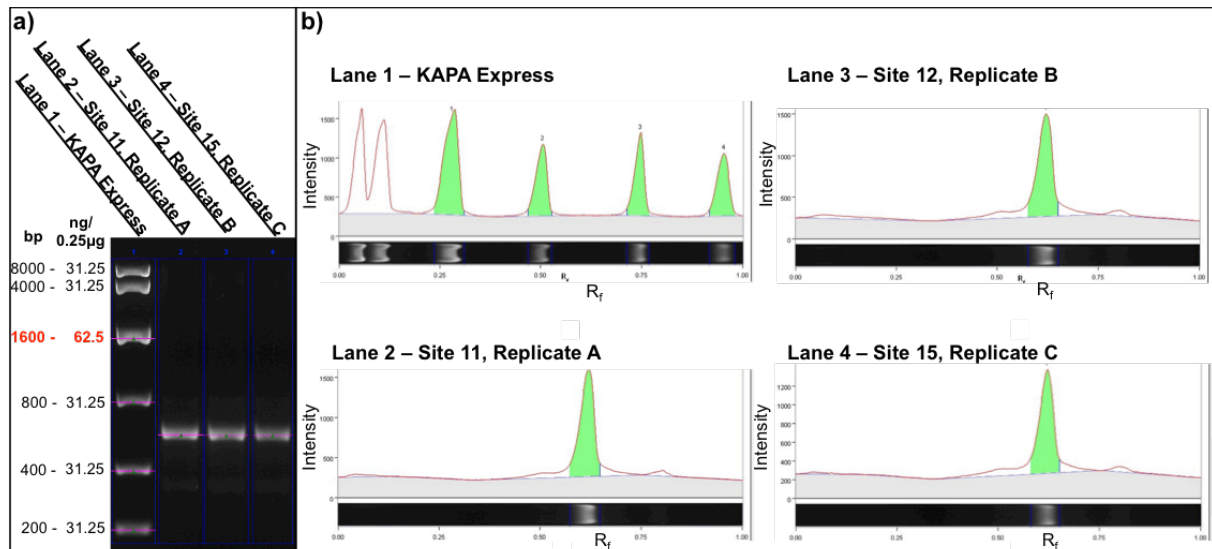 a)
Lane 1 – KAPA Express
Lane 2 – Site 11, Replicate A
Lane 3 – Site 12, Replicate B
Lane 4 – Site 15, Replicate C
bp
ng/
0.25µg
1 2 3 4
8000 - 31.25
4000 - 31.25
1600 - 62.5
800 - 31.25
400 - 31.25
200 - 31.25
b)
Lane 1 – KAPA Express
Intensity
1500
1000
500
0
1 2 3 4
0.00 0.25 0.50 0.75 1.00
Rf
Rf
Lane 3 – Site 12, Replicate B
Intensity
1500
1000
500
0
0.00 0.25 0.50 0.75 1.00
Rf
Rf
Lane 2 – Site 11, Replicate A
Intensity
1500
1000
500
0
0.00 0.25 0.50 0.75 1.00
Rf
Lane 4 – Site 15, Replicate C
Intensity
1200
1000
800
600
400
200
0
0.00 0.25 0.50 0.75 1.00
Rf